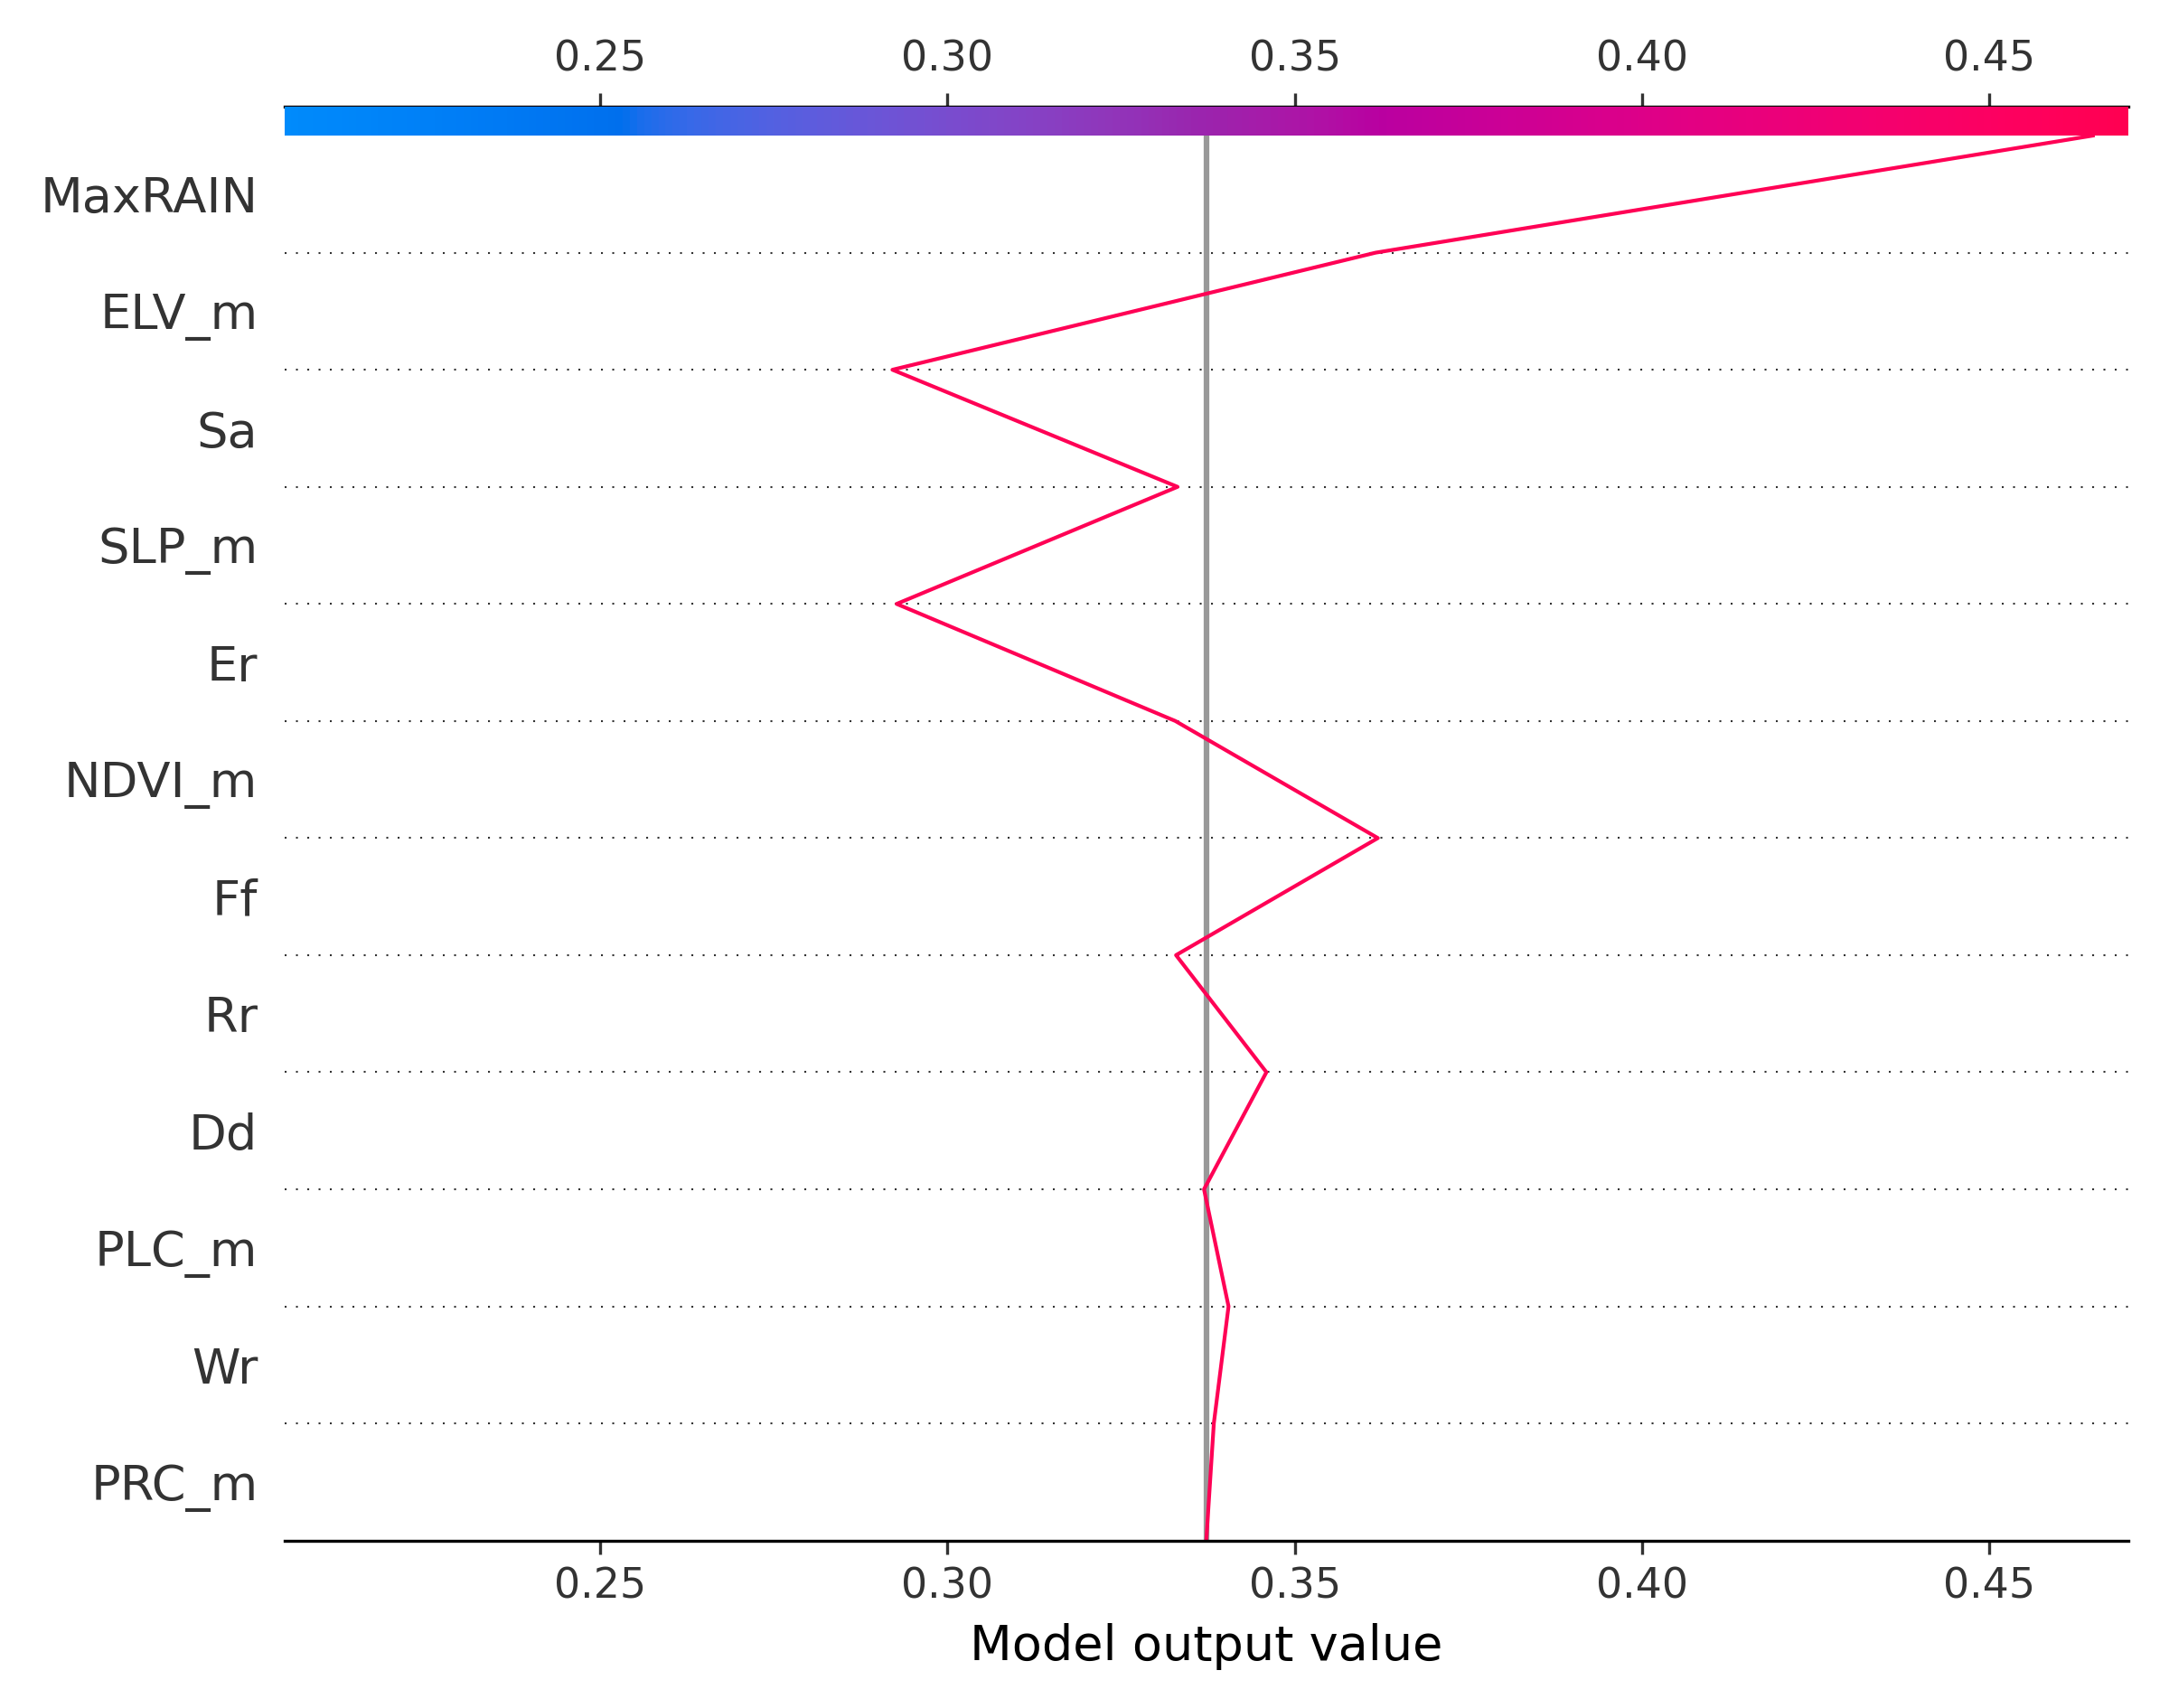 0.25 0.30 0.35 0.40 0.45
MaxRAIN
ELV_m
Sa
SLP_m
Er
NDVI_m
Ff
Rr
Dd
PLC_m
Wr
PRC_m
0.25 0.30 0.35 0.40 0.45
Model output value